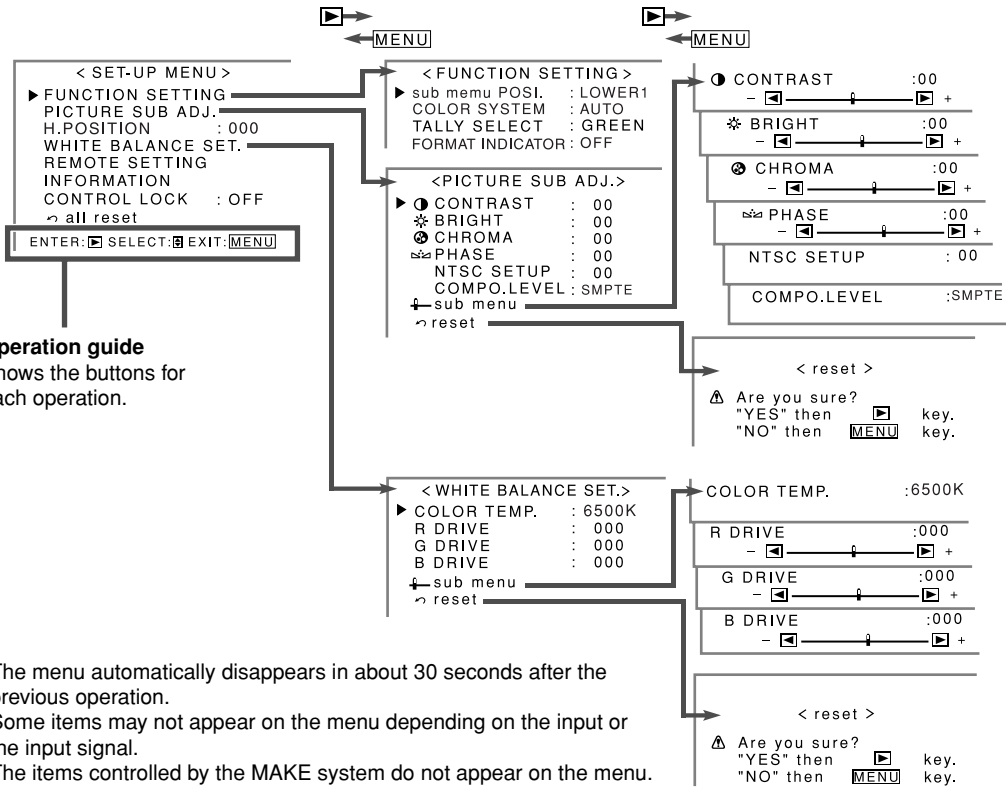 MENU
MENU
< SET-UP MENU >
FUNCTION SETTING
PICTURE SUB ADJ.
H.POSITION : 000
WHITE BALANCE SET.
REMOTE SETTING
INFORMATION
CONTROL LOCK : OFF
all reset
ENTER: SELECT: EXIT: MENU
peration guide
hows the buttons for
ach operation.
< FUNCTION SETTING >
sub memu POSI. : LOWER1
COLOR SYSTEM : AUTO
TALLY SELECT : GREEN
FORMAT INDICATOR : OFF
<PICTURE SUB ADJ.>
CONTRAST : 00
BRIGHT : 00
CHROMA : 00
PHASE : 00
NTSC SETUP : 00
COMPO.LEVEL : SMPTE
sub menu
reset
CONTRAST :00
– +
BRIGHT :00
– +
CHROMA :00
– +
PHASE :00
– +
NTSC SETUP : 00
COMPO.LEVEL :SMPTE
< reset >
Are you sure?
"YES" then key.
"NO" then MENU key.
< WHITE BALANCE SET.>
COLOR TEMP. : 6500K
R DRIVE : 000
G DRIVE : 000
B DRIVE : 000
sub menu
reset
COLOR TEMP. :6500K
R DRIVE :000
– +
G DRIVE :000
– +
B DRIVE :000
– +
< reset >
Are you sure?
"YES" then key.
"NO" then MENU key.
The menu automatically disappears in about 30 seconds after the
previous operation.
Some items may not appear on the menu depending on the input or
he input signal.
The items controlled by the MAKE system do not appear on the menu.